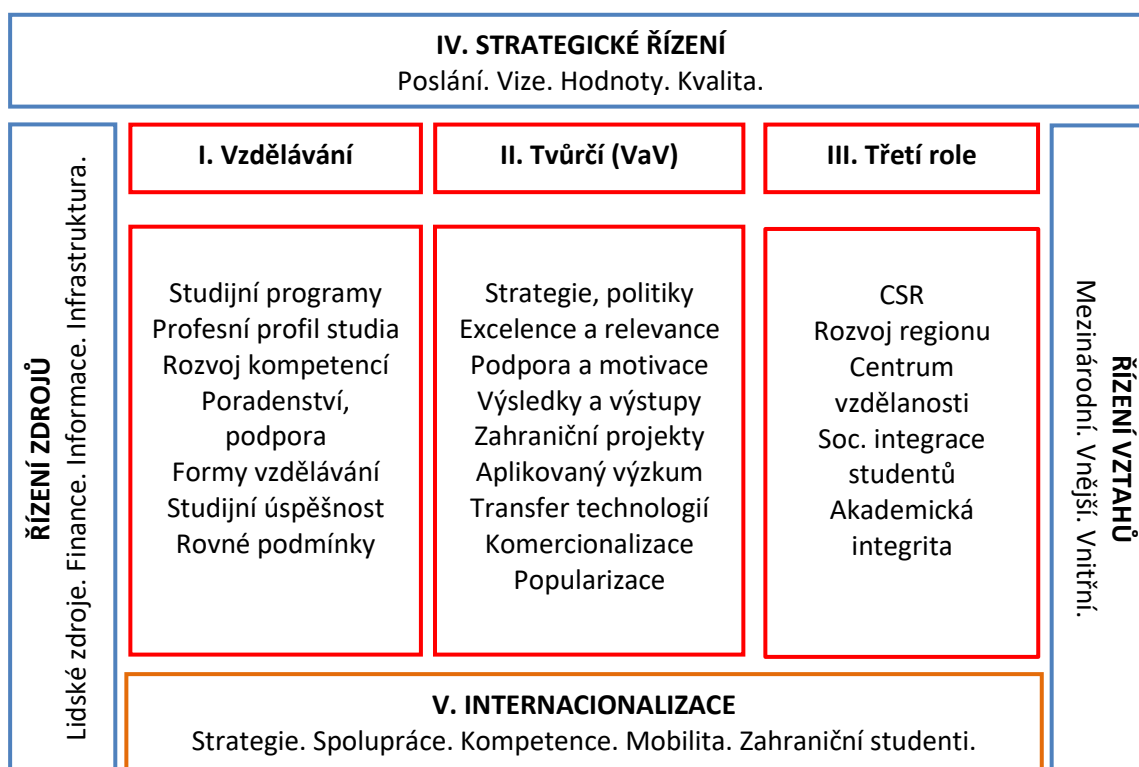 IV. STRATEGICKÉ ŘÍZENÍ
Poslání. Vize. Hodnoty. Kvalita.
ŘÍZENÍ ZDROJŮ
Lidské zdroje. Finance. Informace. Infrastruktura.
I. Vzdělávání
Studijní programy
Profesní profil studia
Rozvoj kompetencí
Poradenství,
podpora
Formy vzdělávání
Studijní úspěšnost
Rovné podmínky
II. Tvůrčí (VaV)
Strategie, politiky
Excelence a relevance
Podpora a motivace
Výsledky a výstupy
Zahraniční projekty
Aplikovaný výzkum
Transfer technologií
Komercionalizace
Popularizace
III. Třetí role
CSR
Rozvoj regionu
Centrum
vzdělanosti
Soc. integrace
studentů
Akademická
integrita
ŘÍZENÍ VZTAHŮ
Mezinárodní. Vnější. Vnitřní.
V. INTERNACIONALIZACE
Strategie. Spolupráce. Kompetence. Mobilita. Zahraniční studenti.